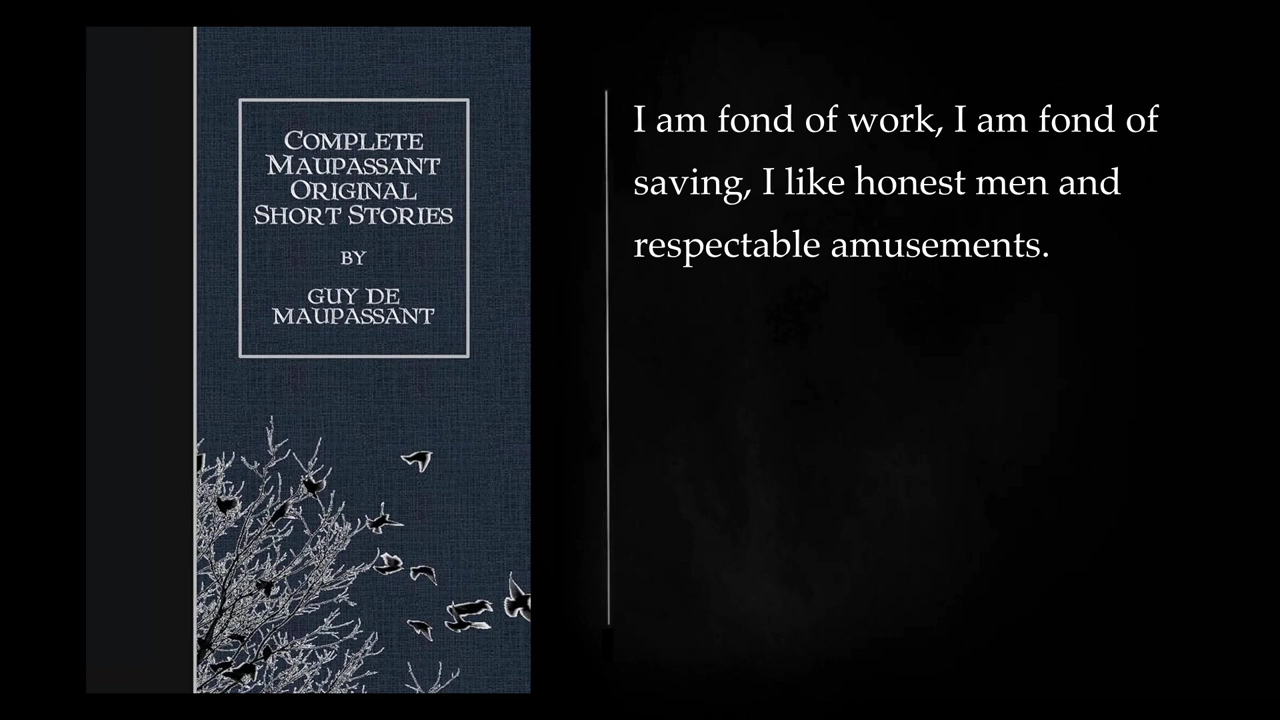 COMPLETE
MAUPASSANT
ORIGINAL
SHORT STORIES
BY
GUY DE
MAUPASSANT
I am fond of work, I am fond of
saving, I like honest men and
respectable amusements.